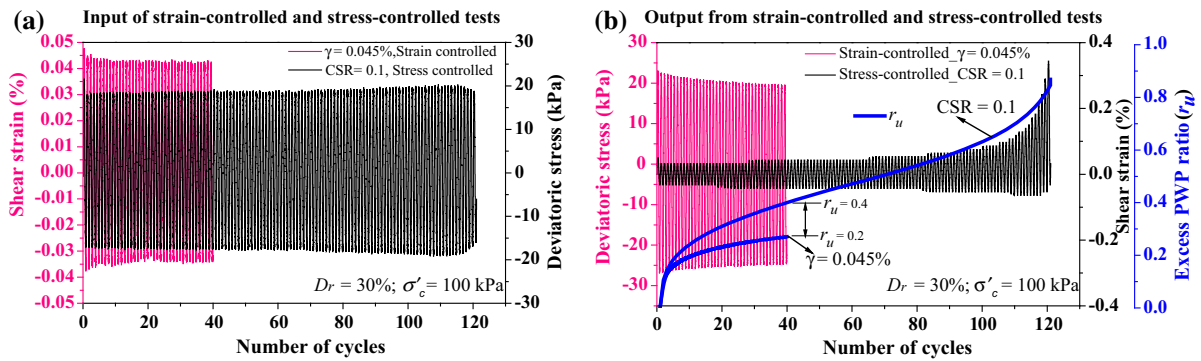 (a)
Input of strain-controlled and stress-controlled tests
γ = 0.045%,Strain controlled
CSR= 0.1, Stress controlled
0.05
0.04
0.03
0.02
0.01
0.00
-0.01
-0.02
-0.03
-0.04
-0.05
Shear strain (%)
30
20
10
0
-10
-20
-30
Deviatoric stress (kPa)
Dr = 30%; σ′c = 100 kPa
0 20 40 60 80 100 120
Number of cycles
(b)
Output from strain-controlled and stress-controlled tests
Strain-controlled_γ = 0.045%
Stress-controlled_CSR = 0.1
ru
CSR = 0.1
ru = 0.4
ru = 0.2
γ = 0.045%
Dr = 30%; σ′c = 100 kPa
30
20
10
0
-10
-20
-30
Deviatoric stress (kPa)
0.4
0.2
0.0
-0.2
-0.4
Shear strain (%)
1.0
0.8
0.6
0.4
0.2
0.0
Excess PWP ratio (ru)
0 20 40 60 80 100 120
Number of cycles